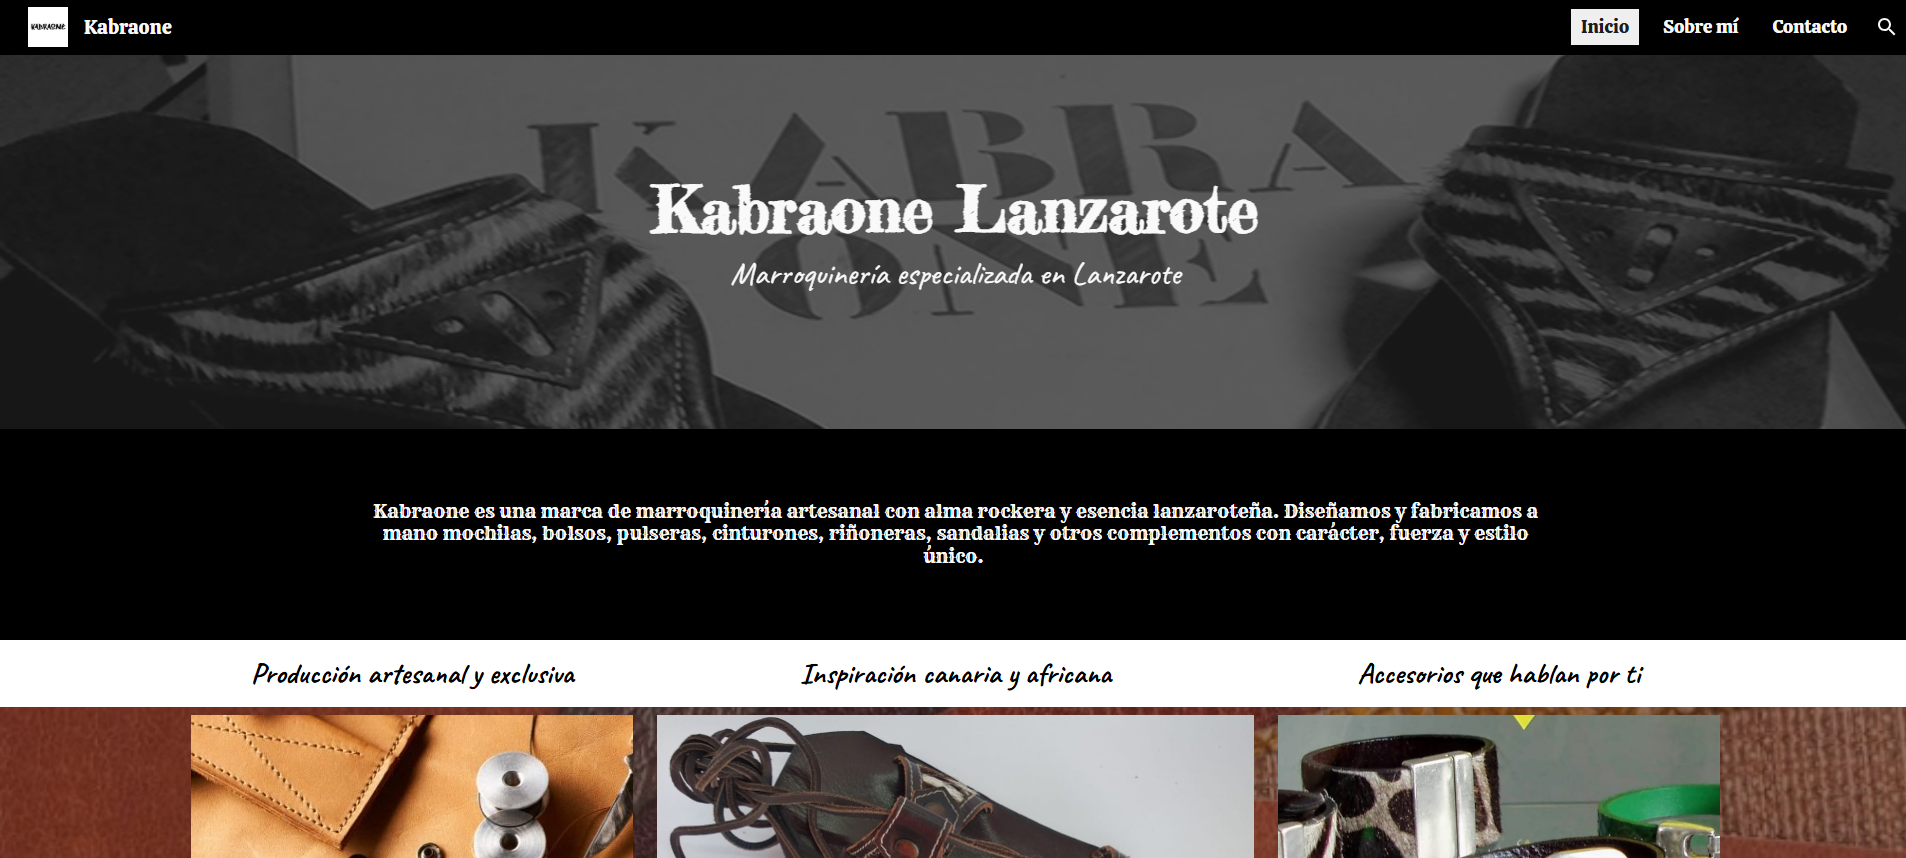 KABRAONE
Kabraone
Inicio
Sobre mí
Contacto
KABRA
ONE
Kabraone Lanzarote
Marroquinería especializada en Lanzarote
Kabraone es una marca de marroquinería artesanal con alma rockera y esencia lanzaroteña. Diseñamos y fabricamos a
mano mochilas, bolsos, pulseras, cinturones, riñoneras, sandalias y otros complementos con carácter, fuerza y estilo
único.
Producción artesanal y exclusiva
Inspiración canaria y africana
Accesorios que hablan por ti